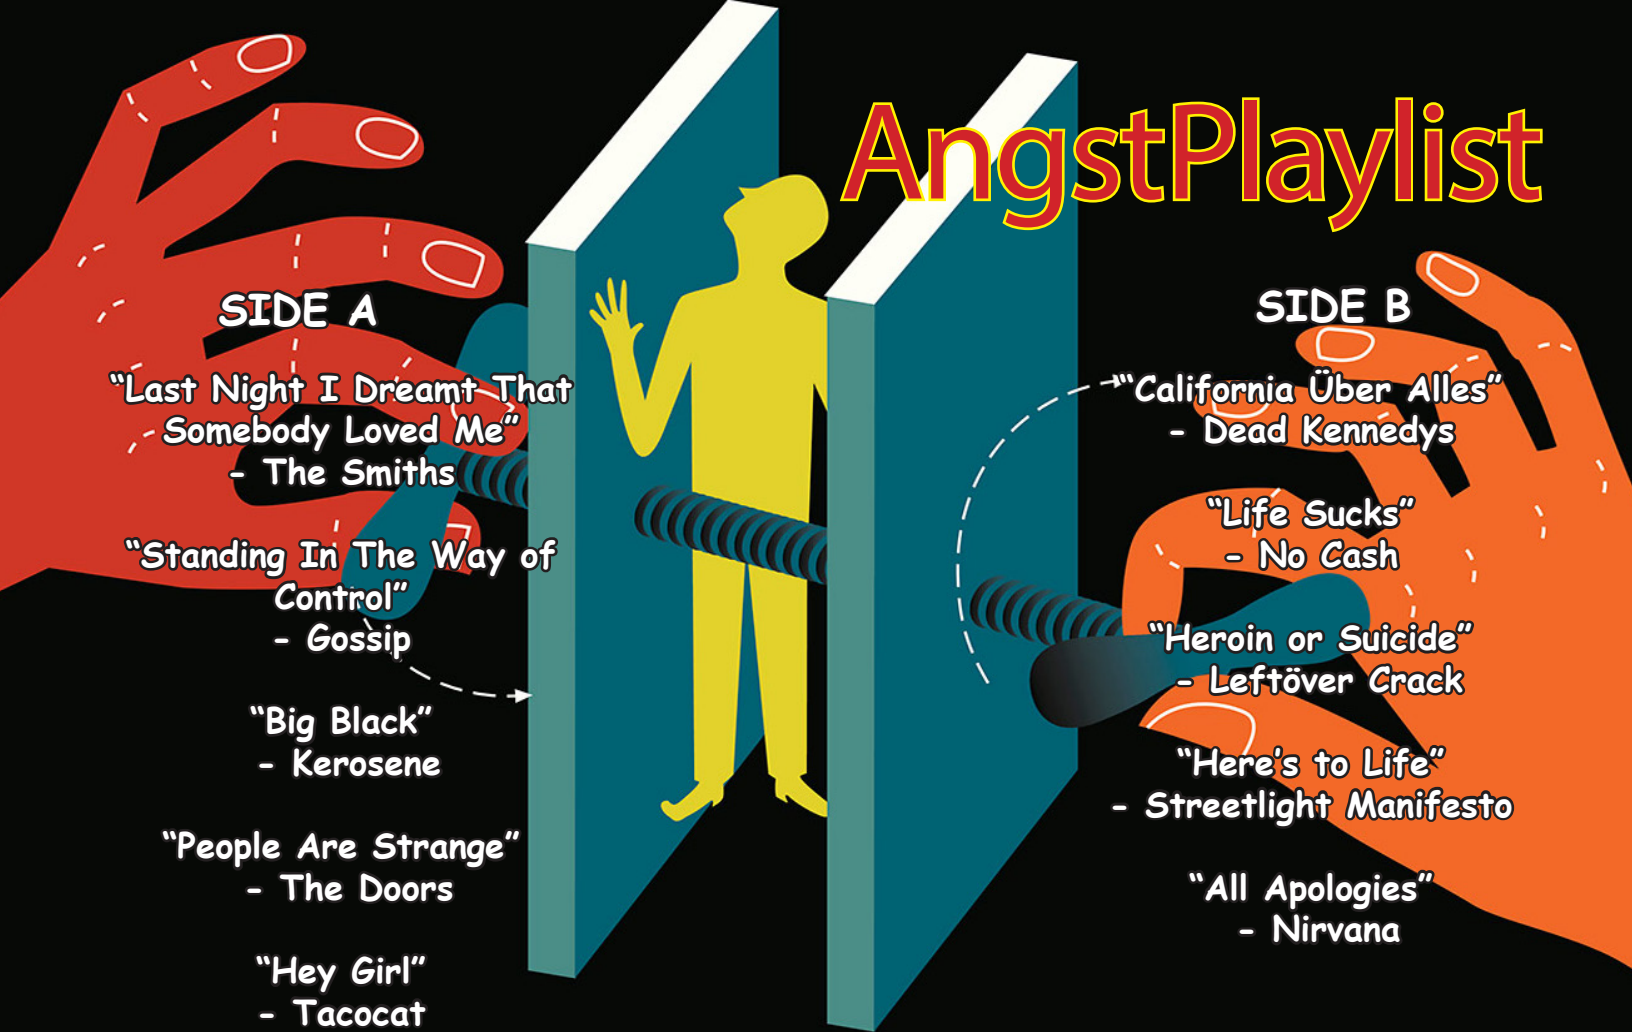 AngstPlaylist
SIDE A
“Last Night I Dreamt That
Somebody Loved Me”
- The Smiths
“Standing In The Way of
Control”
- Gossip
“Big Black”
- Kerosene
“People Are Strange”
- The Doors
“Hey Girl”
- Tacocat
SIDE B
“California Über Alles”
- Dead Kennedys
“Life Sucks”
- No Cash
“Heroin or Suicide”
- Leftöver Crack
“Here’s to Life”
- Streetlight Manifesto
“All Apologies”
- Nirvana